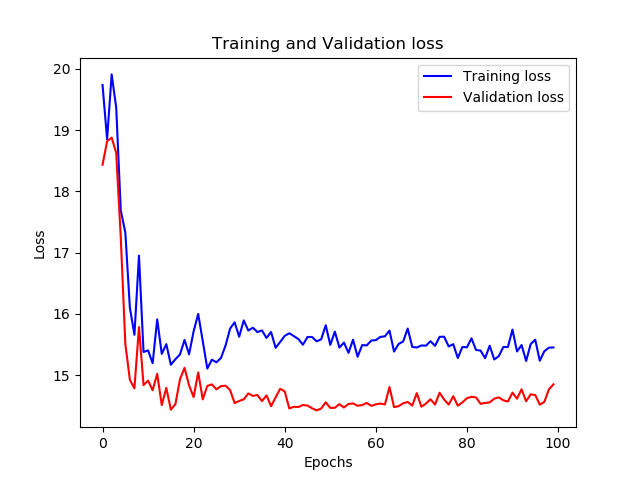 Training and Validation loss
Training loss
Validation loss
20
19
18
17
16
15
Loss
0
20
40
60
80
100
Epochs